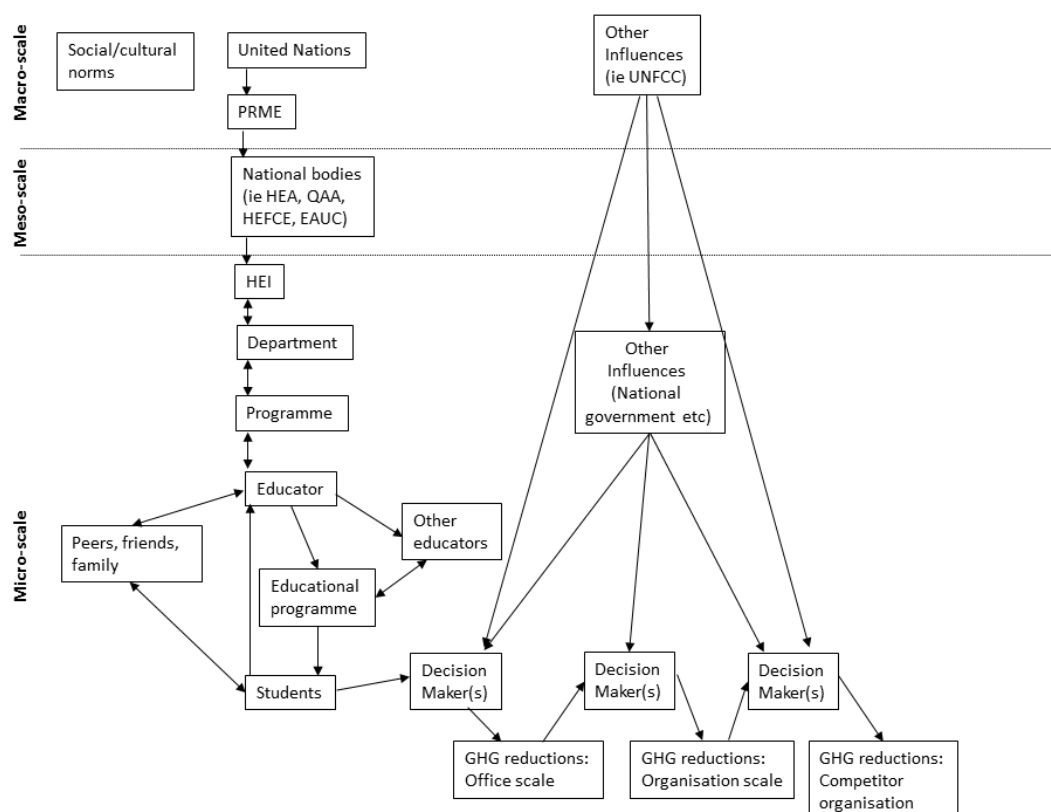 Macro-scale
Social/cultural
norms
United Nations
Other
Influences
(ie UNFCC)
PRME
Meso-scale
National bodies
(ie HEA, QAA,
HEFCE, EAUC)
Micro-scale
HEI
Department
Programme
Other
Influences
(National
government etc)
Educator
Peers, friends,
family
Other
educators
Educational
programme
Students
Decision
Maker(s)
Decision
Maker(s)
Decision
Maker(s)
GHG reductions:
Office scale
GHG reductions:
Organisation scale
GHG reductions:
Competitor
organisation